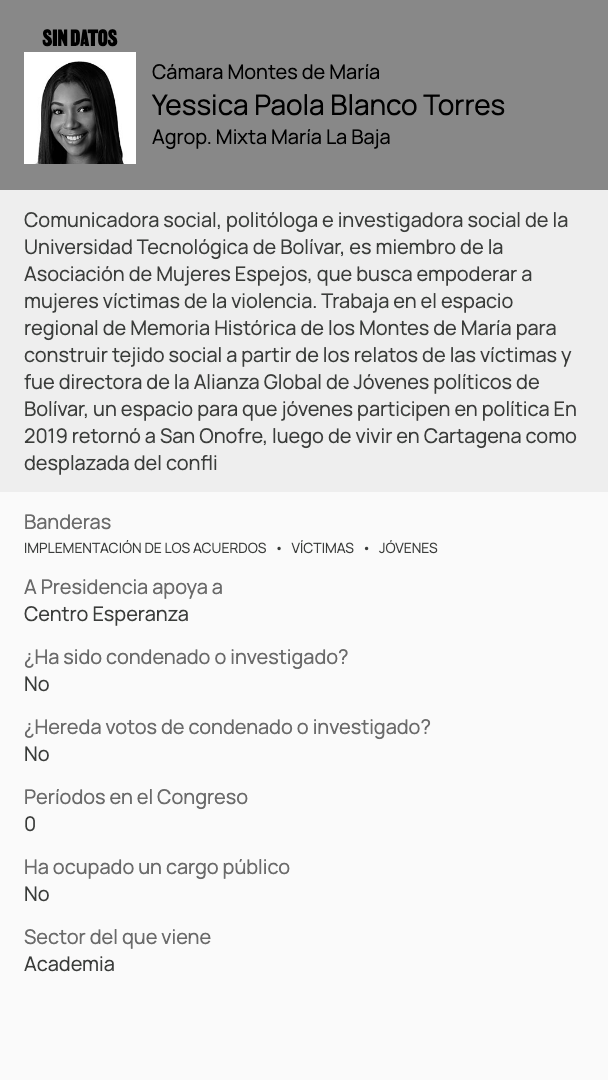 SIN DATOS
Cámara Montes de María
Yessica Paola Blanco Torres
Agrop. Mixta María La Baja
Comunicadora social, politóloga e investigadora social de la
Universidad Tecnológica de Bolívar, es miembro de la
Asociación de Mujeres Espejos, que busca empoderar a
mujeres víctimas de la violencia. Trabaja en el espacio
regional de Memoria Histórica de los Montes de María para
construir tejido social a partir de los relatos de las víctimas y
fue directora de la Alianza Global de Jóvenes políticos de
Bolívar, un espacio para que jóvenes participen en política En
2019 retornó a San Onofre, luego de vivir en Cartagena como
desplazada del confli
Banderas
IMPLEMENTACIÓN DE LOS ACUERDOS • VÍCTIMAS • JÓVENES
A Presidencia apoya a
Centro Esperanza
¿Ha sido condenado o investigado?
No
¿Hereda votos de condenado o investigado?
No
Períodos en el Congreso
0
Ha ocupado un cargo público
No
Sector del que viene
Academia